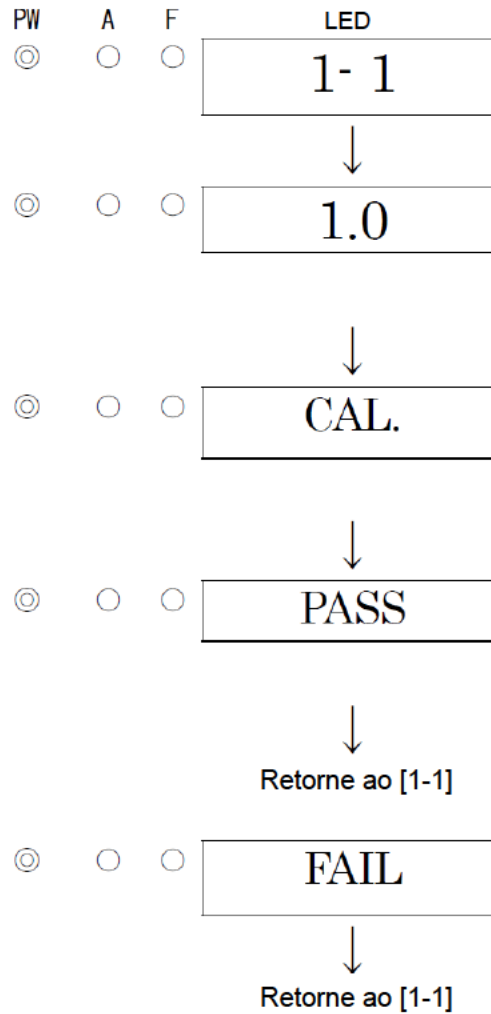 PW A F LED
1- 1
1.0
CAL.
PASS
Retorne ao [1-1]
FAIL
Retorne ao [1-1]